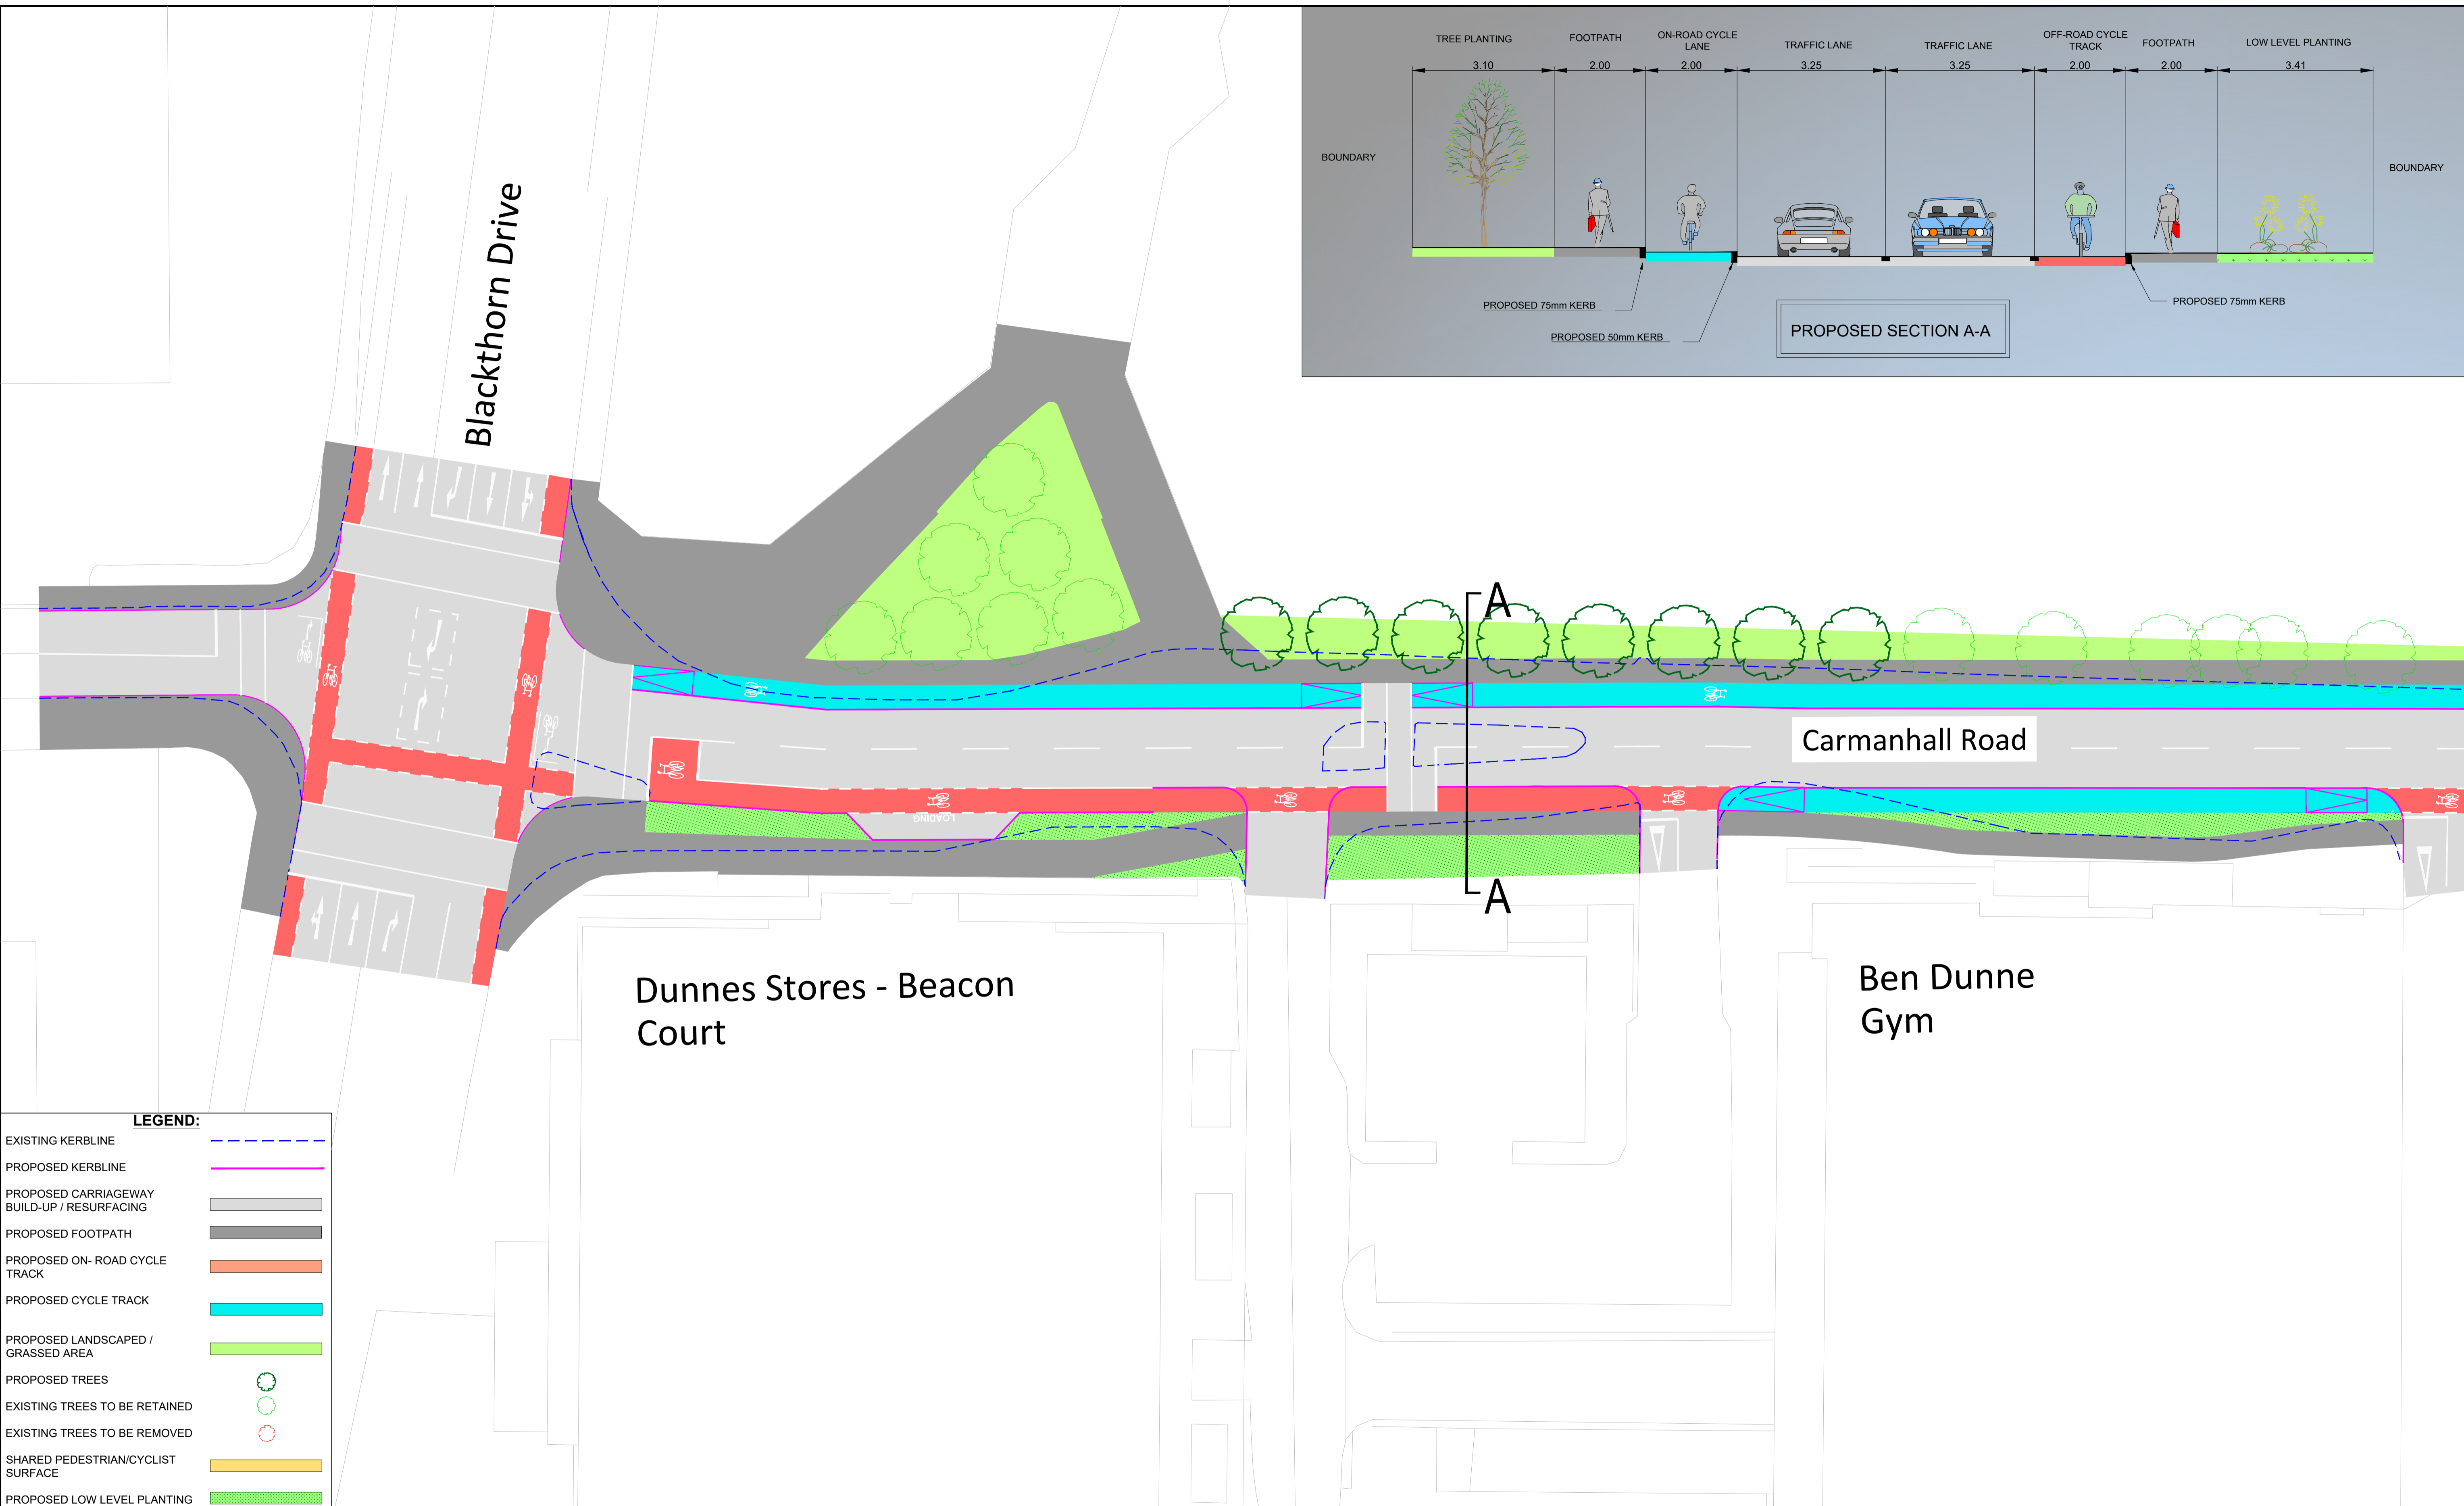 TREE PLANTING
FOOTPATH
ON-ROAD CYCLE
LANE
TRAFFIC LANE
TRAFFIC LANE
OFF-ROAD CYCLE
TRACK
FOOTPATH
LOW LEVEL PLANTING
3.10
2.00
2.00
3.25
3.25
2.00
2.00
3.41
BOUNDARY
BOUNDARY
PROPOSED 75mm KERB
PROPOSED 50mm KERB
PROPOSED 75mm KERB
PROPOSED SECTION A-A
Blackthorn Drive
A
Carmanhall Road
LOADING
A
Dunnes Stores - Beacon
Court
Ben Dunne
Gym
LEGEND:
EXISTING KERBLINE
PROPOSED KERBLINE
PROPOSED CARRIAGEWAY
BUILD-UP / RESURFACING
PROPOSED FOOTPATH
PROPOSED ON- ROAD CYCLE
TRACK
PROPOSED CYCLE TRACK
PROPOSED LANDSCAPED /
GRASSED AREA
PROPOSED TREES
EXISTING TREES TO BE RETAINED
EXISTING TREES TO BE REMOVED
SHARED PEDESTRIAN/CYCLIST
SURFACE
PROPOSED LOW LEVEL PLANTING